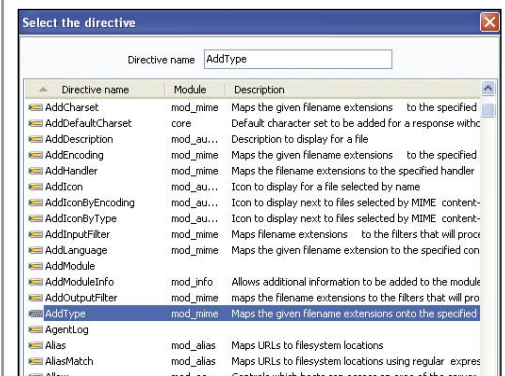 Select the directive
Directive name AddType
Directive name Module Description
AddCharset mod_mime Maps the given filename extensions to the specified
AddDefaultCharset core Default character set to be added for a response witho
AddDescription mod_au... Description to display for a file
AddEncoding mod_mime Maps the given filename extensions to the specified
AddHandler mod_mime Maps the filename extensions to the specified handler
AddIcon mod_au... Icon to display for a file selected by name
AddIconByEncoding mod_au... Icon to display next to files selected by MIME content-
AddIconByType mod_au... Icon to display next to files selected by MIME content-
AddInputFilter mod_mime Maps filename extensions to the filters that will proce
AddLanguage mod_mime Maps the given filename extension to the specified con
AddModule
AddModuleInfo mod_info Allows additional information to be added to the module
AddOutputFilter mod_mime maps the filename extensions to the filters that will pro
AddType mod_mime Maps the given filename extensions onto the specified
AgentLog
Alias mod_alias Maps URLs to filesystem locations
AliasMatch mod_alias Maps URLs to filesystem locations using regular expres